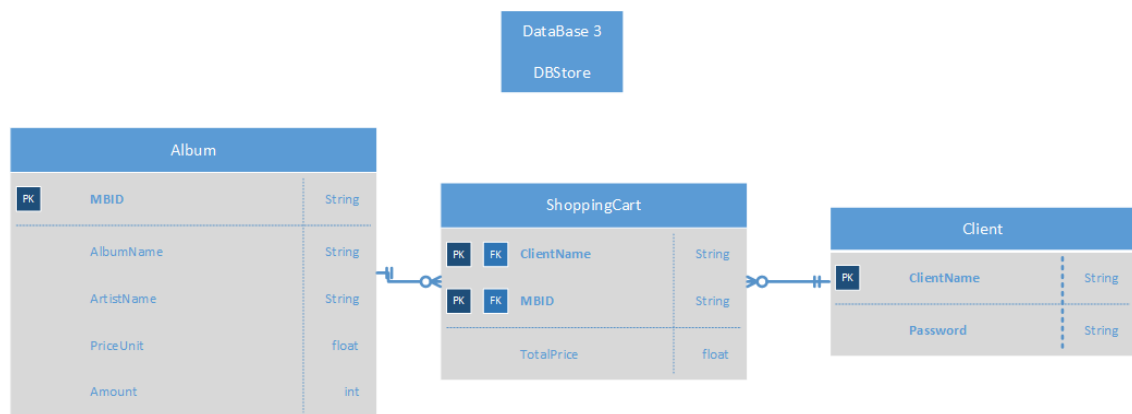 DataBase 3
DBStore
Album
PK MBID String
AlbumName String
ArtistName String
PriceUnit float
Amount int
ShoppingCart
PK FK ClientName String
PK FK MBID String
TotalPrice float
Client
PK ClientName String
Password String